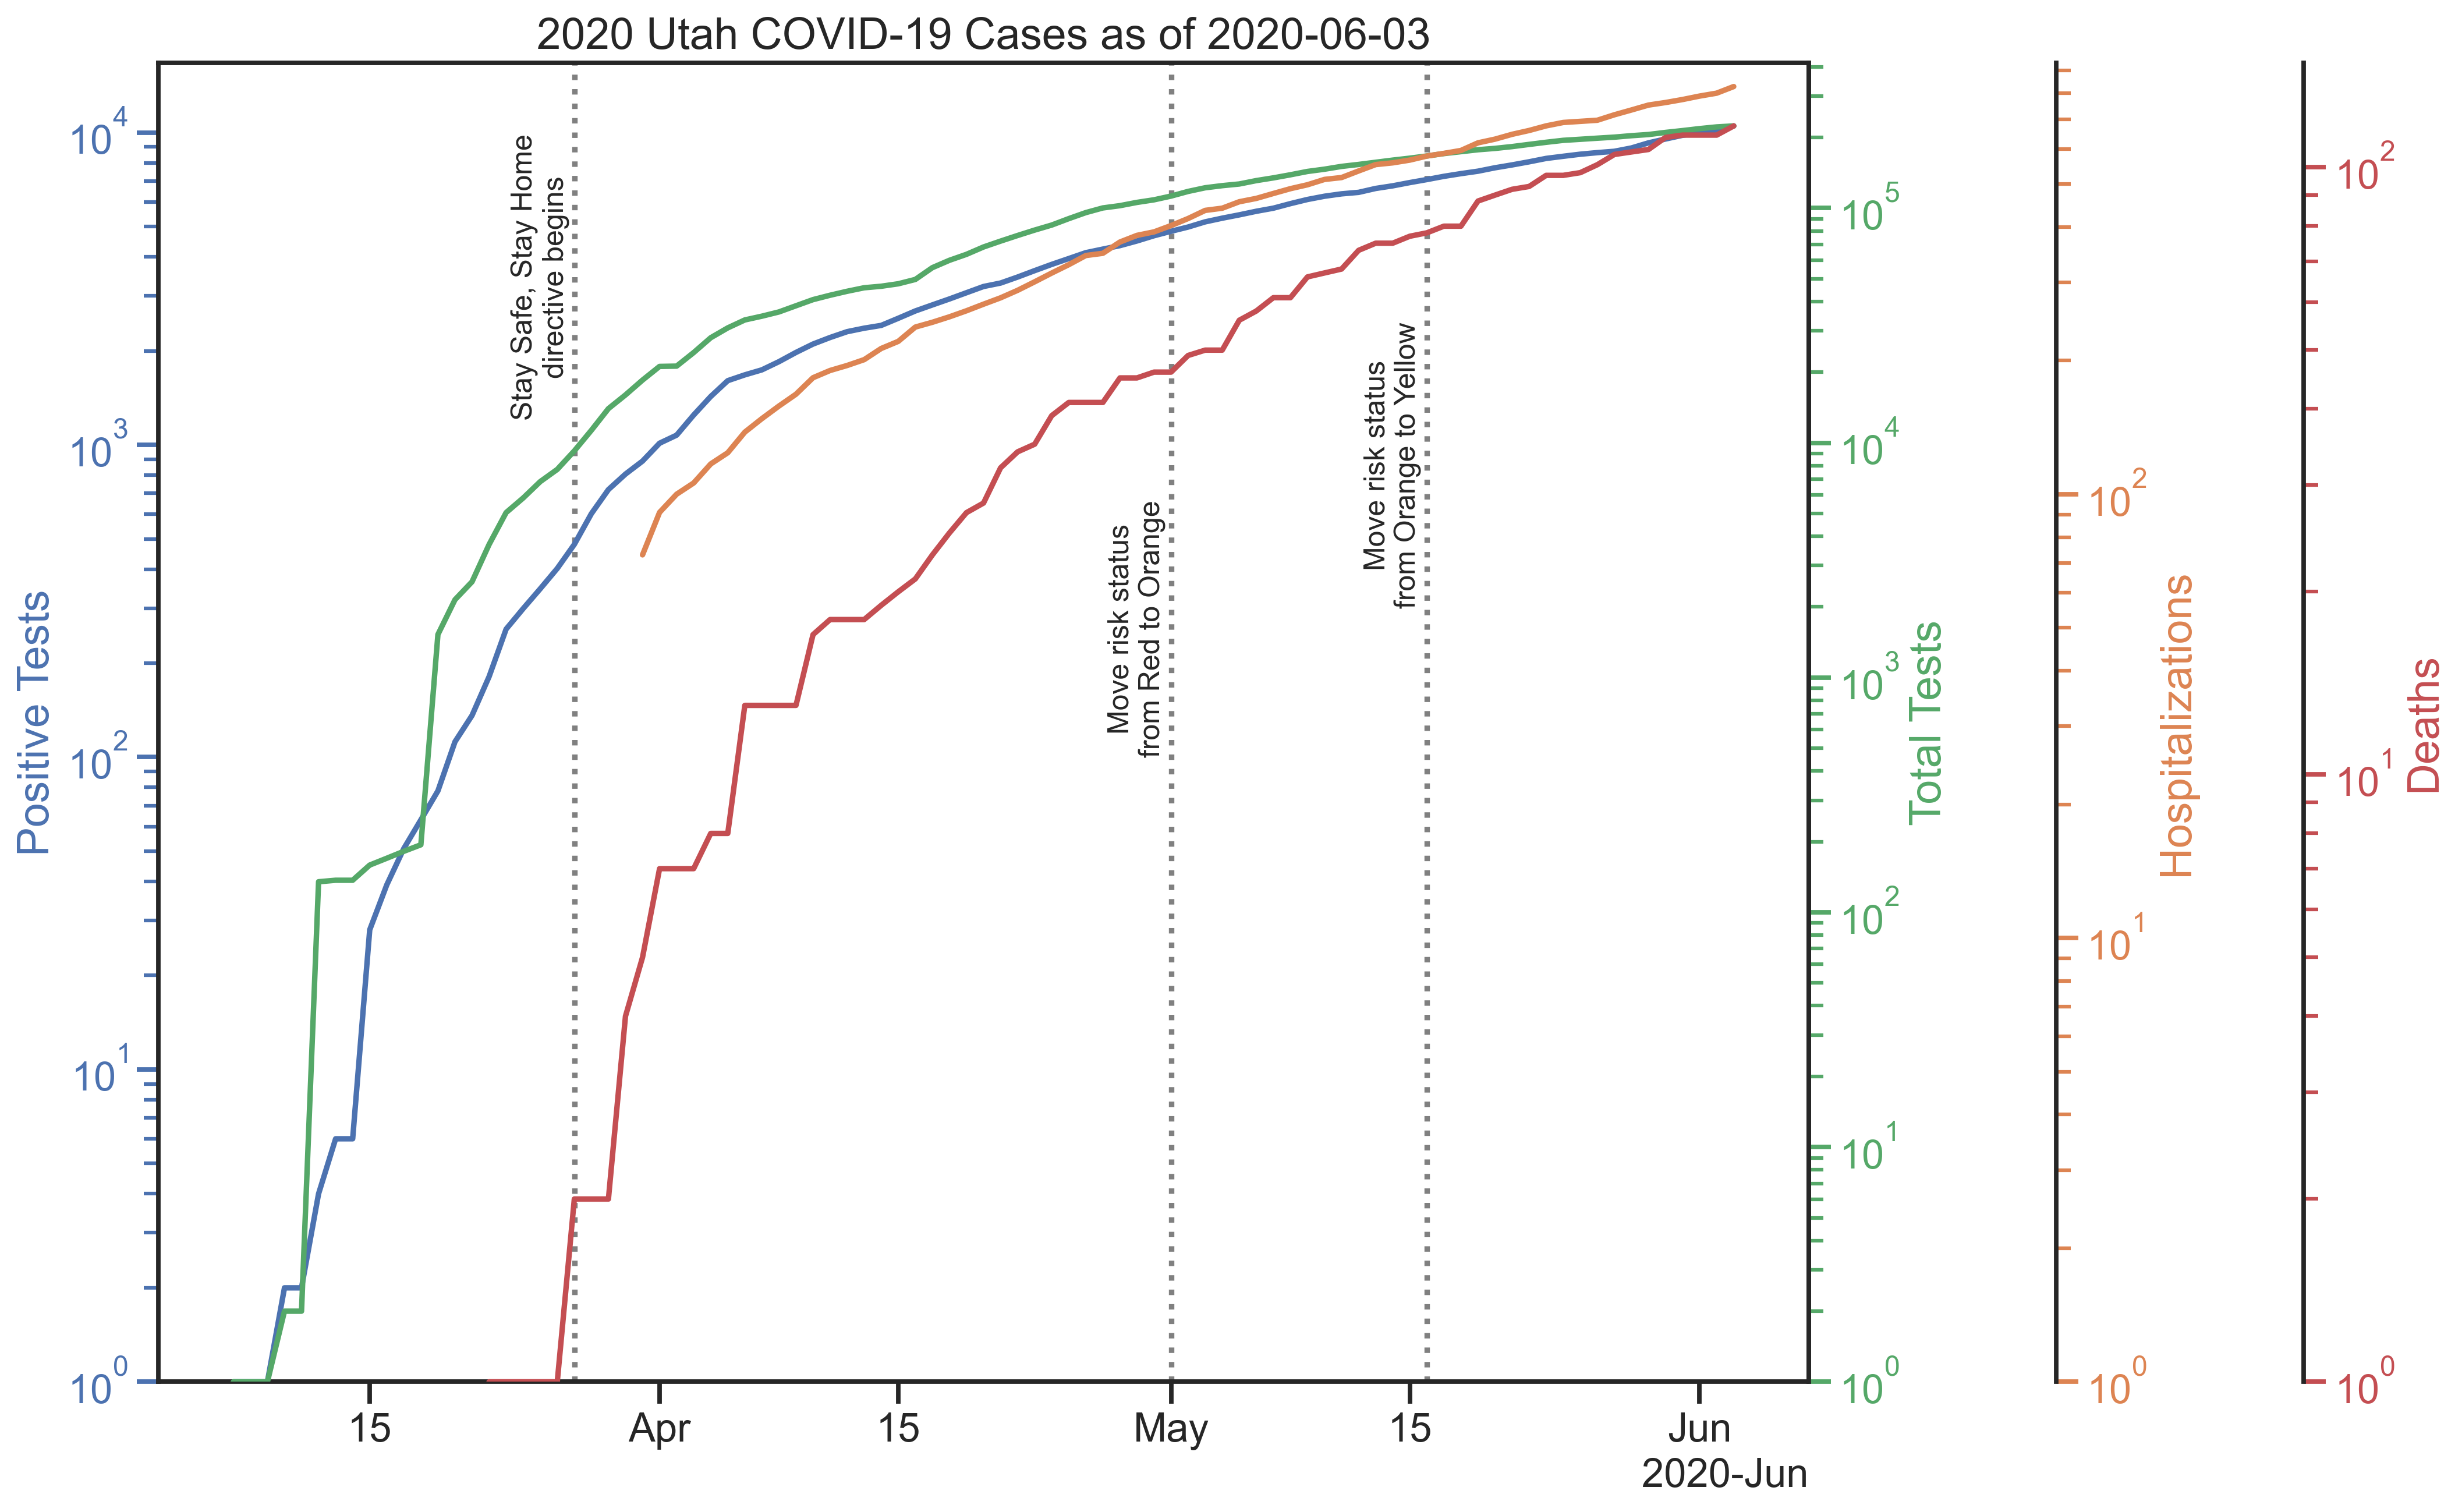 2020 Utah COVID-19 Cases as of 2020-06-03
Positive Tests
10^4
10^3
10^2
10^1
10^0
Stay Safe, Stay Home
directive begins
Move risk status
from Red to Orange
Move risk status
from Orange to Yellow
15
Apr
15
May
15
Jun
2020-Jun
10^5
10^4
10^3
10^2
10^1
10^0
Total Tests
10^2
10^1
10^0
Hospitalizations
10^2
10^1
10^0
Deaths